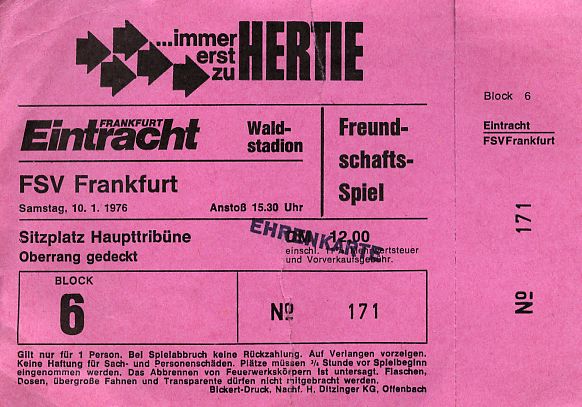 ...immer
erst
zu HERTIE
FRANKFURT
Eintracht
Wald-
stadion
Freund-
schafts-
Spiel
FSV Frankfurt
Samstag, 10. 1. 1976 Anstoß 15.30 Uhr
Sitzplatz Haupttribüne DM 12.00
Oberrang gedeckt
einschl. 11% Mehrwertsteuer
und Vorverkaufsgebühr.
EHRENKARTE
BLOCK
6
Nº 171
Gilt nur für 1 Person. Bei Spielabbruch keine Rückzahlung. Auf Verlangen vorzeigen.
Keine Haftung für Sach- und Personenschäden. Plätze müssen ¾ Stunde vor Spielbeginn
eingenommen werden. Das Abbrennen von Feuerwerkskörpern ist untersagt. Flaschen,
Dosen, übergroße Fahnen und Transparente dürfen nicht mitgebracht werden.
Bickert-Druck, Nachf. H. Ditzinger KG, Offenbach
Block 6
Eintracht
FSV Frankfurt
Nº 171